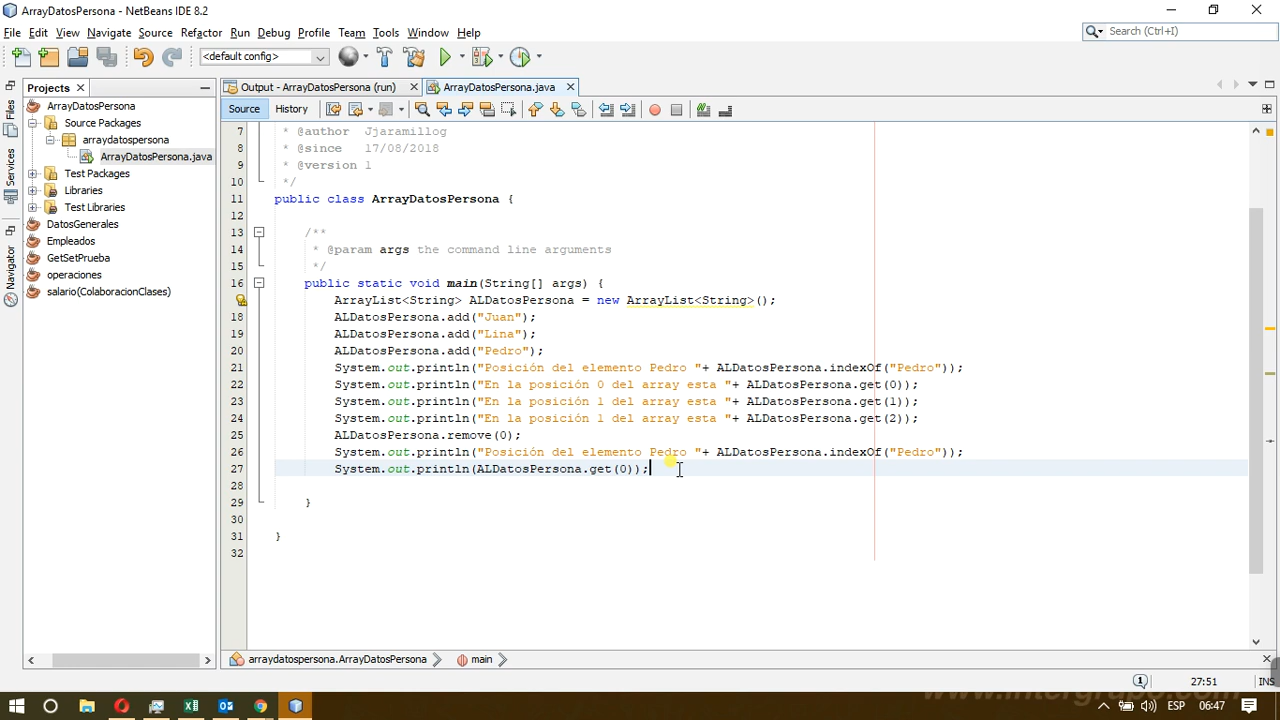 ArrayDatosPersona - NetBeans IDE 8.2
File Edit View Navigate Source Refactor Run Debug Profile Team Tools Window Help
Search (Ctrl+I)
<default config>
Projects
Output - ArrayDatosPersona (run)
ArrayDatosPersona.java
Files
Services
Navigator
ArrayDatosPersona
Source Packages
arraydatospersona
ArrayDatosPersona.java
Test Packages
Libraries
Test Libraries
DatosGenerales
Empleados
GetSetPrueba
operaciones
salario(ColaboracionClases)
Source History
7 * @author Jjaramillog
8 * @since 17/08/2018
9 * @version 1
10 */
11 public class ArrayDatosPersona {
12
13 /**
14 * @param args the command line arguments
15 */
16 public static void main(String[] args) {
ArrayList<String> ALDatosPersona = new ArrayList<String>();
18 ALDatosPersona.add("Juan");
19 ALDatosPersona.add("Lina");
20 ALDatosPersona.add("Pedro");
21 System.out.println("Posición del elemento Pedro "+ ALDatosPersona.indexOf("Pedro"));
22 System.out.println("En la posición 0 del array esta "+ ALDatosPersona.get(0));
23 System.out.println("En la posición 1 del array esta "+ ALDatosPersona.get(1));
24 System.out.println("En la posición 1 del array esta "+ ALDatosPersona.get(2));
25 ALDatosPersona.remove(0);
26 System.out.println("Posición del elemento Pedro "+ ALDatosPersona.indexOf("Pedro"));
27 System.out.println(ALDatosPersona.get(0));
28
29 }
30
31 }
32
arraydatospersona.ArrayDatosPersona main
27:51 INS
www.intergrupo.com
ESP 06:47